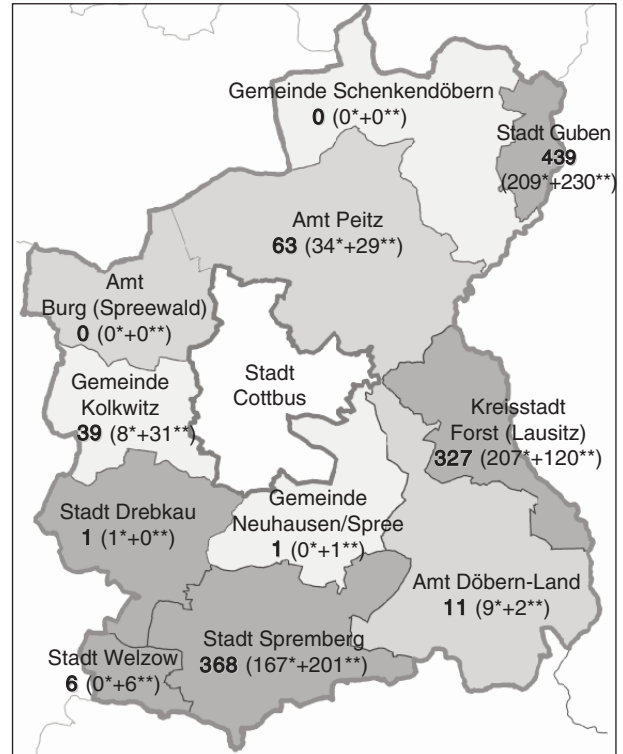 Gemeinde Schenkendöbern
0 (0*+0**)
Stadt Guben
439
(209*+230**)
Amt Peitz
63 (34*+29**)
Amt
Burg (Spreewald)
0 (0*+0**)
Stadt
Cottbus
Gemeinde
Kolkwitz
39 (8*+31**)
Kreisstadt
Forst (Lausitz)
327 (207*+120**)
Stadt Drebkau
1 (1*+0**)
Gemeinde
Neuhausen/Spree
1 (0*+1**)
Amt Döbern-Land
11 (9*+2**)
Stadt Spremberg
368 (167*+201**)
Stadt Welzow
6 (0*+6**)